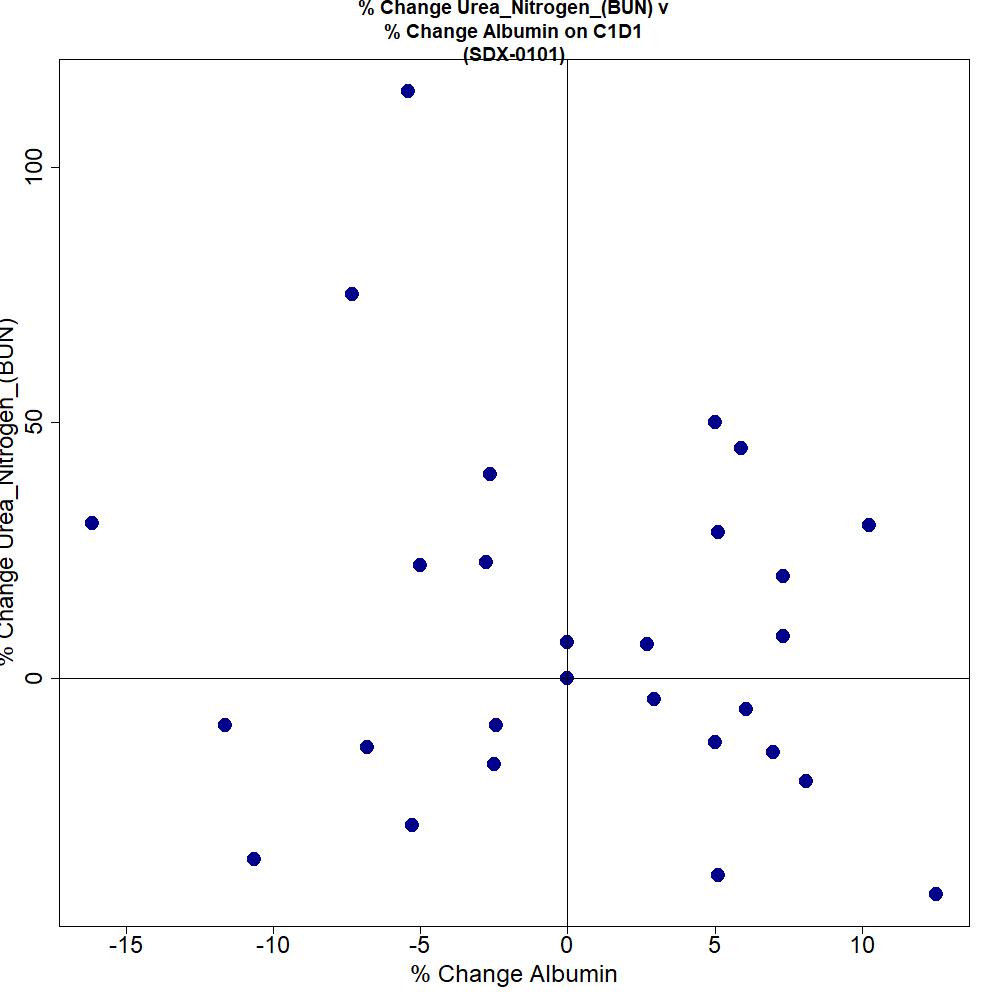 % Change Urea_Nitrogen_(BUN) v
% Change Albumin on C1D1
(SDX-0101)
% Change Urea_Nitrogen_(BUN)
100
50
0
-15
-10
-5
0
5
10
% Change Albumin